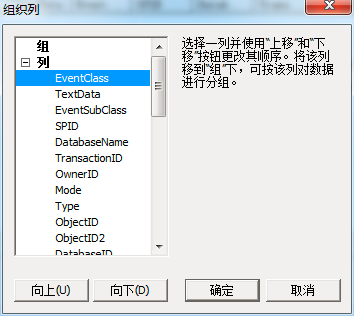 组织列
组
列
EventClass
TextData
EventSubClass
SPID
DatabaseName
TransactionID
OwnerID
Mode
Type
ObjectID
ObjectID2
DatabaseID
选择一列并使用“上移”和“下
移”按钮更改其顺序。将该列
移到“组”下，可按该列对数据
进行分组。
向上(U)
向下(D)
确定
取消